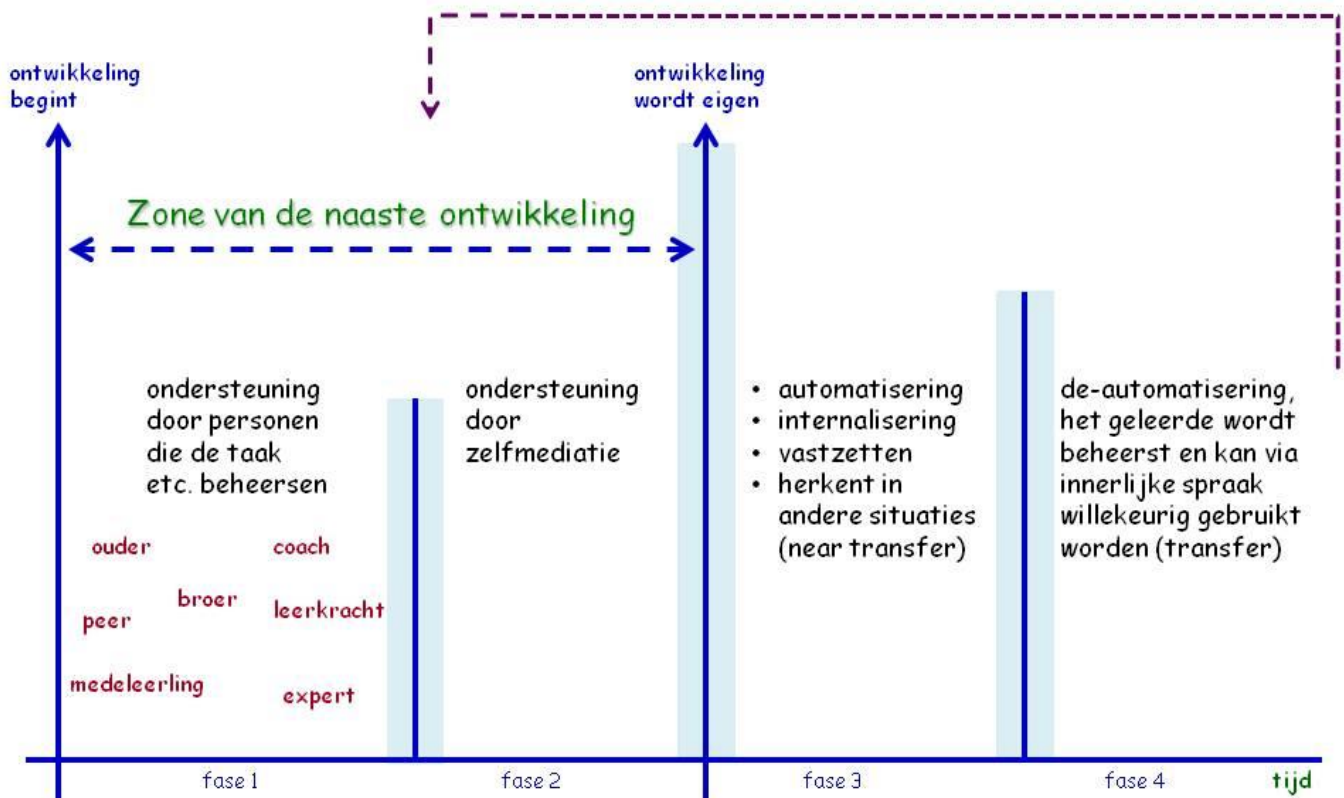 ontwikkeling
begint
ontwikkeling
wordt eigen
Zone van de naaste ontwikkeling
ondersteuning
door personen
die de taak
etc. beheersen
ouder
coach
broer
peer
leerkracht
medeleerling
expert
ondersteuning
door
zelfmediatie
• automatisering
• internalisering
• vastzetten
• herkent in
andere situaties
(near transfer)
de-automatisering,
het geleerde wordt
beheerst en kan via
innerlijke spraak
willekeurig gebruikt
worden (transfer)
fase 1
fase 2
fase 3
fase 4
tijd